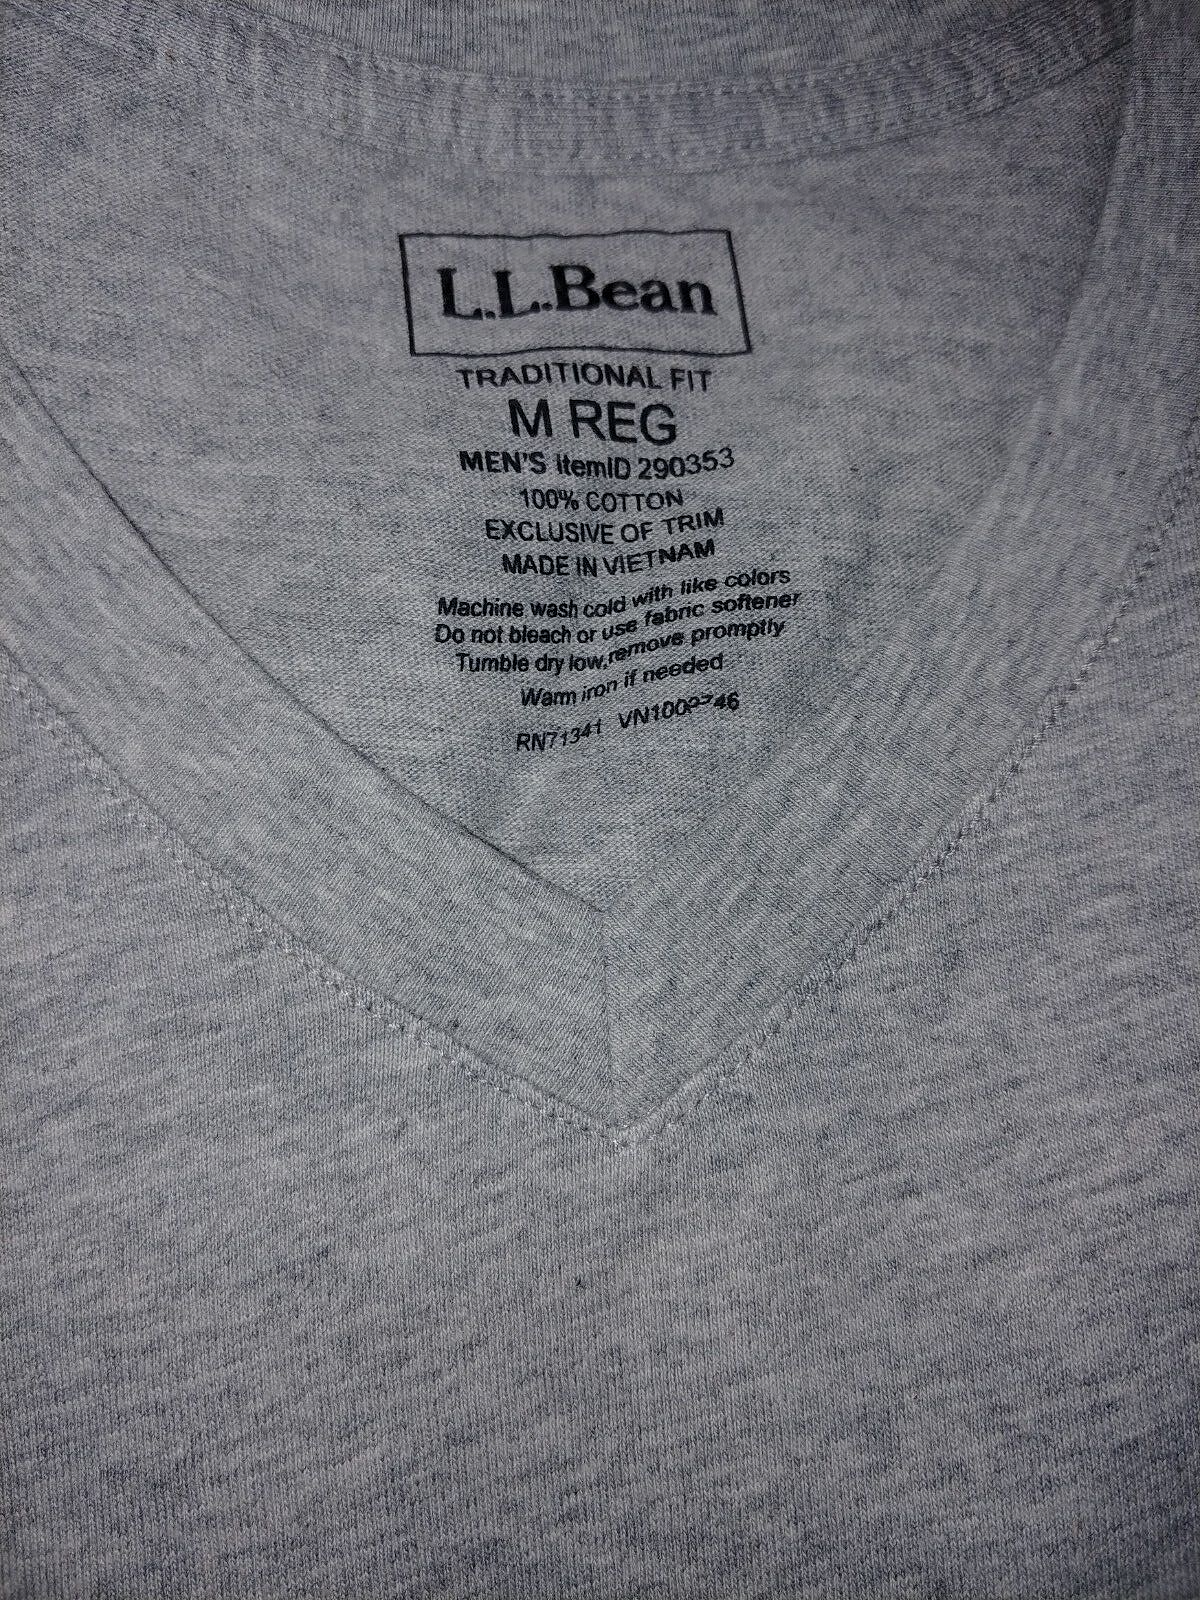 L.L.Bean
TRADITIONAL FIT
M REG
MEN'S ItemID 290353
100% COTTON
EXCLUSIVE OF TRIM
MADE IN VIETNAM
Machine wash cold with like colors
Do not bleach or use fabric softener
Tumble dry low, remove promptly
Warm iron if needed
RN71341